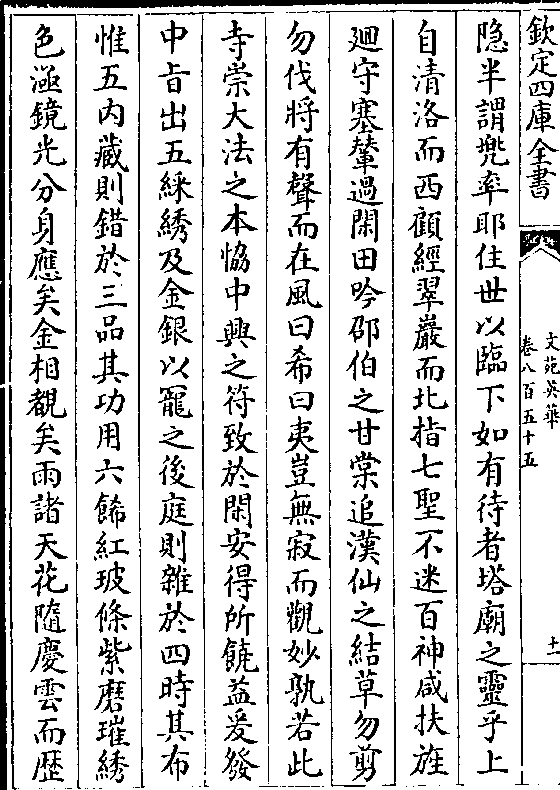 欽定四庫全書
文苑英華
卷八百五十五
十
隐半謂兠率耶住世以臨下如有待者塔廟之靈乎上
自清洛而西顧經翠巖而北指七聖不迷百神咸扶旌
廻守塞輦過閑田吟邵伯之甘棠追漢仙之結草勿剪
勿伐將有聲而在風曰希曰夷豈無寂而觀妙孰若此
寺崇大法之本恊中興之符致於閑安得所饒益爰發
中㫖出五綵綉及金銀以寵之後庭則雜於四時其布
惟五内藏則錯於三品其功用六餙紅玻條紫磨璀綉
色涵鏡光分身應矣金相覩矣雨諸天花隨慶雲而歴